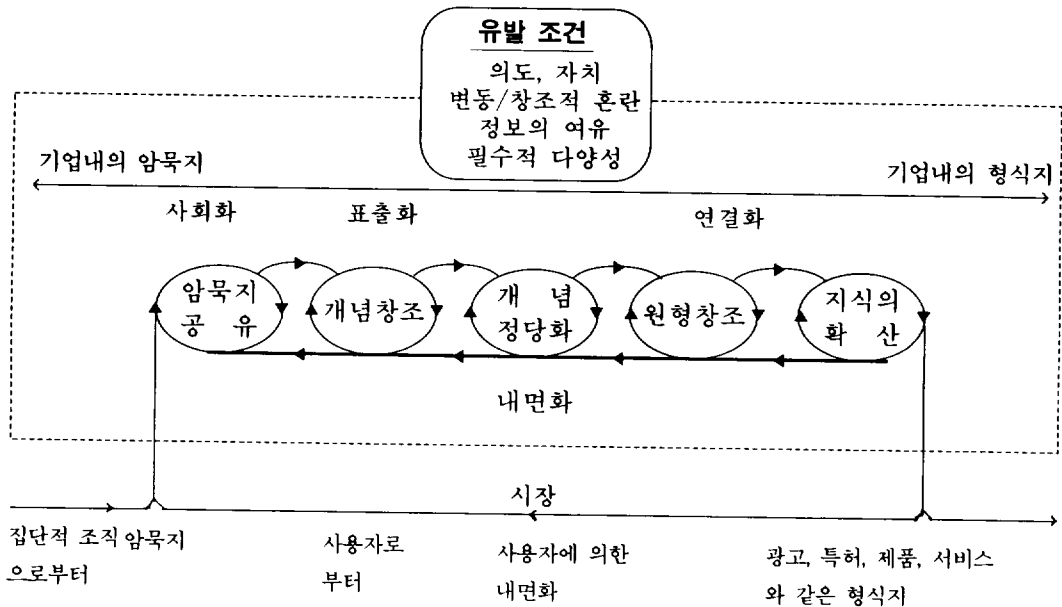 유발 조건
의도, 자치
변동/창조적 혼란
정보의 여유
필수적 다양성
기업내의 암묵지
기업내의 형식지
사회화
표출화
연결화
암묵지
공 유
개념창조
개 념
정당화
원형창조
지식의
확 산
내면화
시장
집단적 조직 암묵지
으로부터
사용자로
부터
사용자에 의한
내면화
광고, 특허, 제품, 서비스
와 같은 형식지